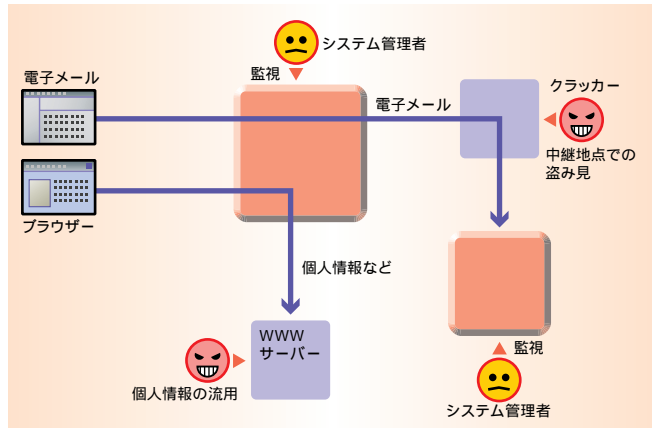 システム管理者
監視
電子メール
電子メール
クラッカー
中継地点での
盗み見
ブラウザー
個人情報など
WWW
サーバー
個人情報の流用
監視
システム管理者